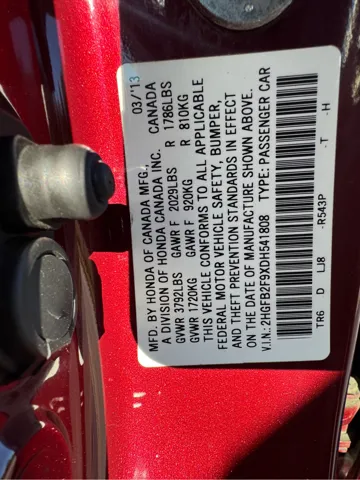 MFD. BY HONDA OF CANADA MFG., 03/13
A DIVISION OF HONDA CANADA INC. CANADA
GVWR 3792LBS GAWR F 2029LBS R 1786LBS
GVWR 1720KG GAWR F 920KG R 810KG
THIS VEHICLE CONFORMS TO ALL APPLICABLE
FEDERAL MOTOR VEHICLE SAFETY, BUMPER,
AND THEFT PREVENTION STANDARDS IN EFFECT
ON THE DATE OF MANUFACTURE SHOWN ABOVE.
V.I.N.: 2HGFB2F9XDH541808 TYPE: PASSENGER CAR
TR6 D LJ8 -R543P -T -H